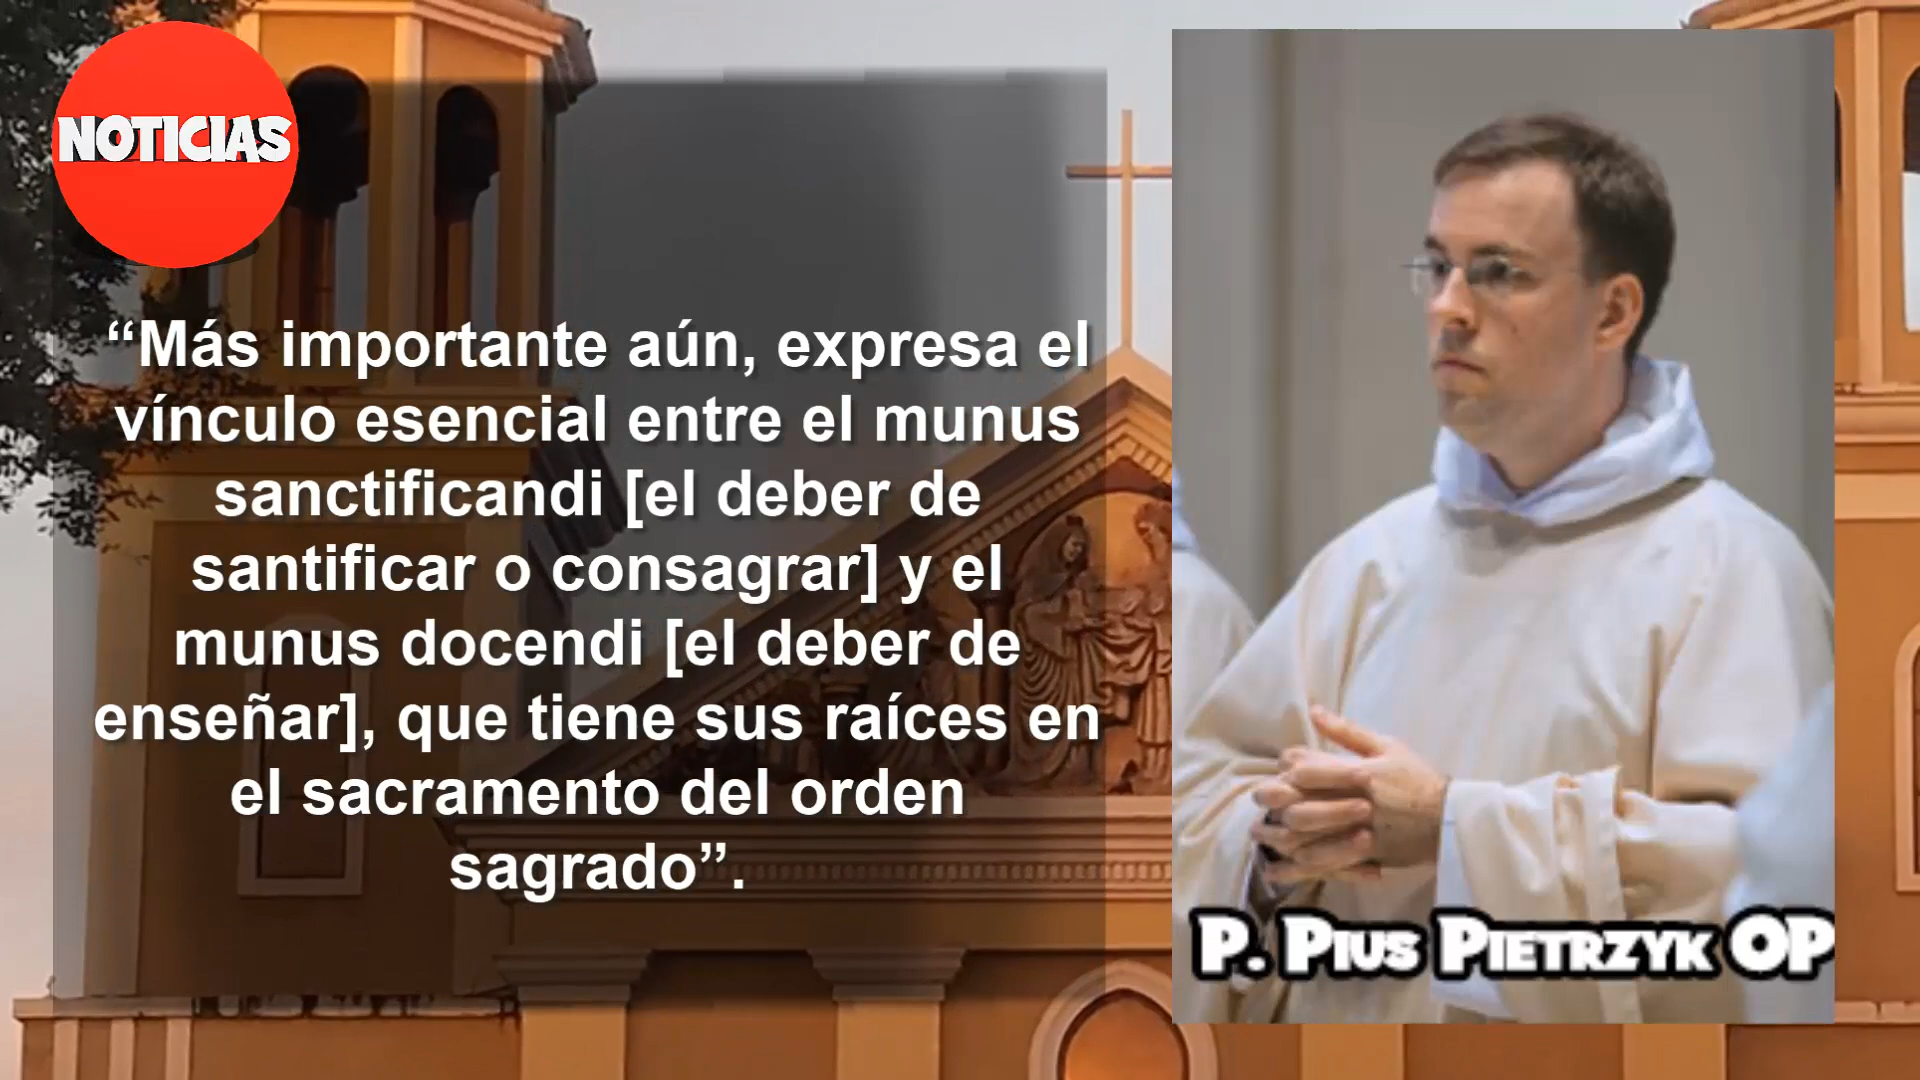 NOTICIAS
“Más importante aún, expresa el
vínculo esencial entre el munus
sanctificandi [el deber de
santificar o consagrar] y el
munus docendi [el deber de
enseñar], que tiene sus raíces en
el sacramento del orden
sagrado”.
P. PIUS PIETRZYK OP